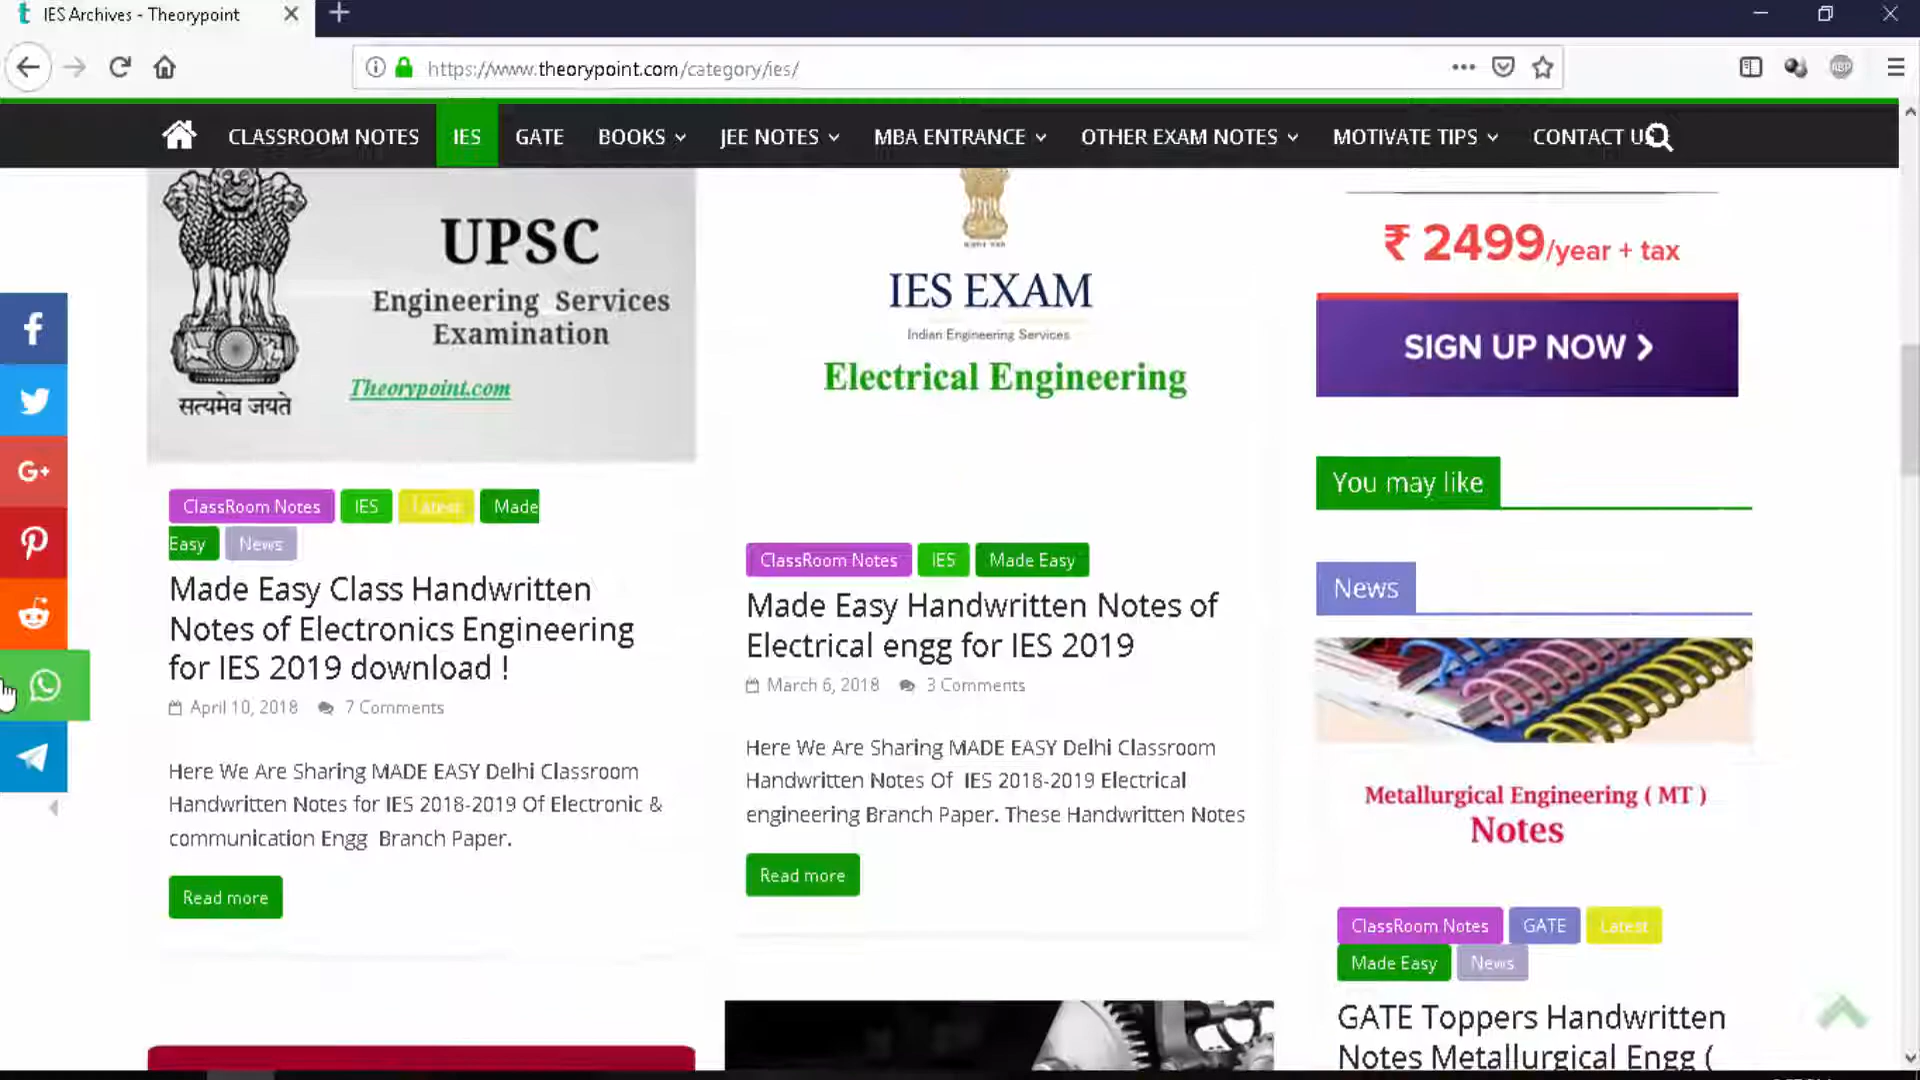 IES Archives - Theorypoint
https://www.theorypoint.com/category/ies/
ABP
CLASSROOM NOTES
IES
GATE
BOOKS
JEE NOTES
MBA ENTRANCE
OTHER EXAM NOTES
MOTIVATE TIPS
CONTACT U
UPSC
Engineering Services
Examination
Theorypoint.com
सत्यमेव जयते
ClassRoom Notes
IES
Latest
Made
Easy
News
Made Easy Class Handwritten
Notes of Electronics Engineering
for IES 2019 download !
April 10, 2018
7 Comments
Here We Are Sharing MADE EASY Delhi Classroom
Handwritten Notes for IES 2018-2019 Of Electronic &
communication Engg Branch Paper.
Read more
IES EXAM
Indian Engineering Services
Electrical Engineering
ClassRoom Notes
IES
Made Easy
Made Easy Handwritten Notes of
Electrical engg for IES 2019
March 6, 2018
3 Comments
Here We Are Sharing MADE EASY Delhi Classroom
Handwritten Notes Of IES 2018-2019 Electrical
engineering Branch Paper. These Handwritten Notes
Read more
₹ 2499/year + tax
SIGN UP NOW
You may like
News
Metallurgical Engineering ( MT )
Notes
ClassRoom Notes
GATE
Latest
Made Easy
News
GATE Toppers Handwritten
Notes Metallurgical Engg (